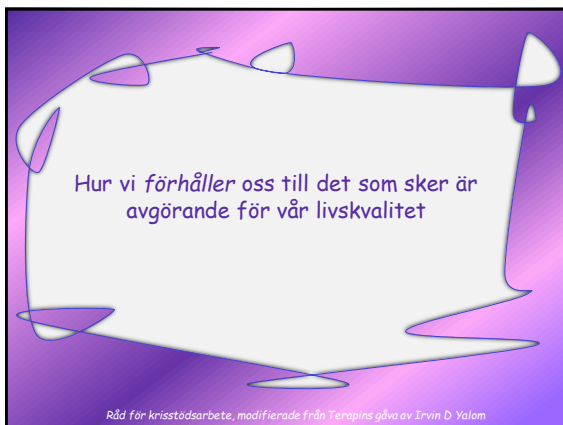 Hur vi förhåller oss till det som sker är
avgörande för vår livskvalitet
Råd för krisstödsarbete, modifierade från Terapins gåva av Irvin D Yalom